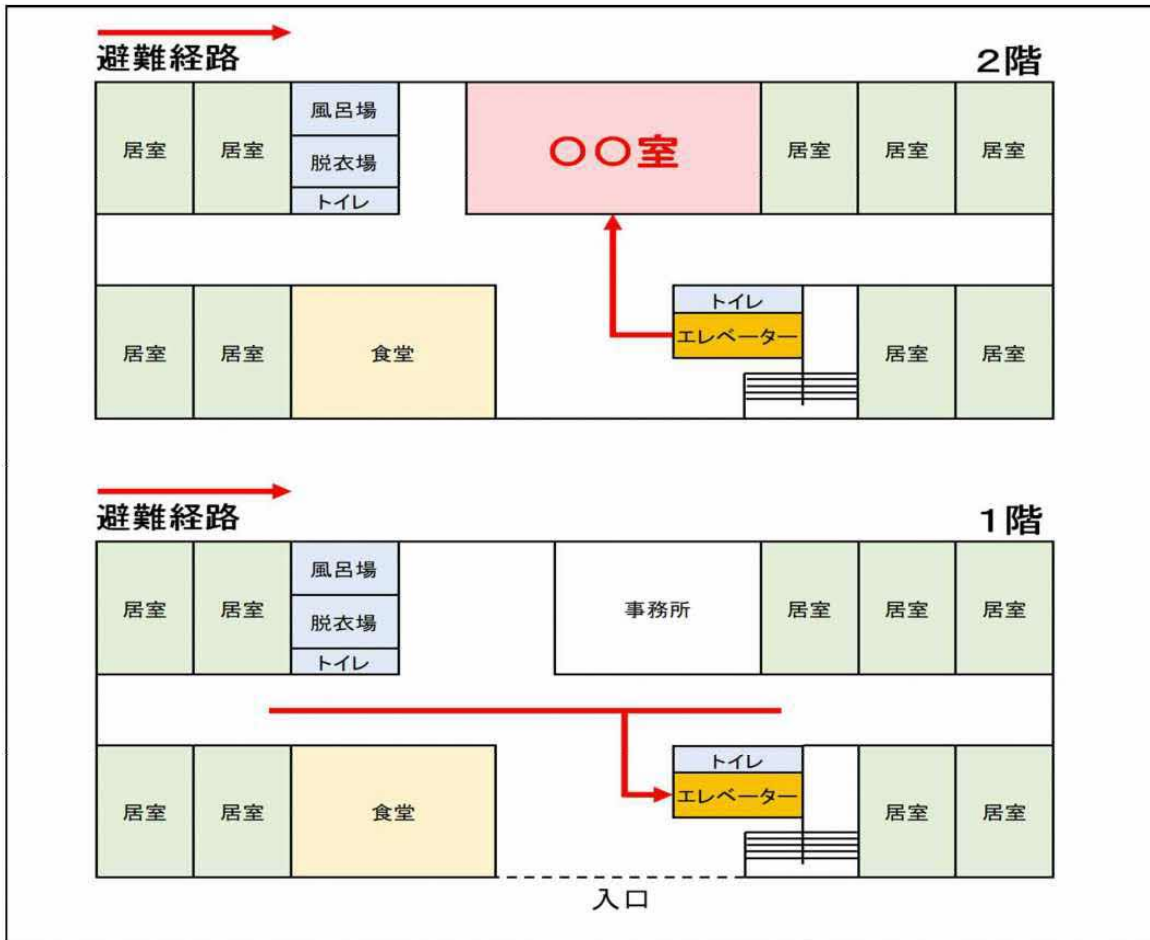 避難経路
2階
居室
居室
風呂場
脱衣場
トイレ
〇〇室
居室
居室
居室
居室
居室
食堂
トイレ
エレベーター
居室
居室
避難経路
1階
居室
居室
風呂場
脱衣場
トイレ
事務所
居室
居室
居室
居室
居室
食堂
トイレ
エレベーター
居室
居室
入口